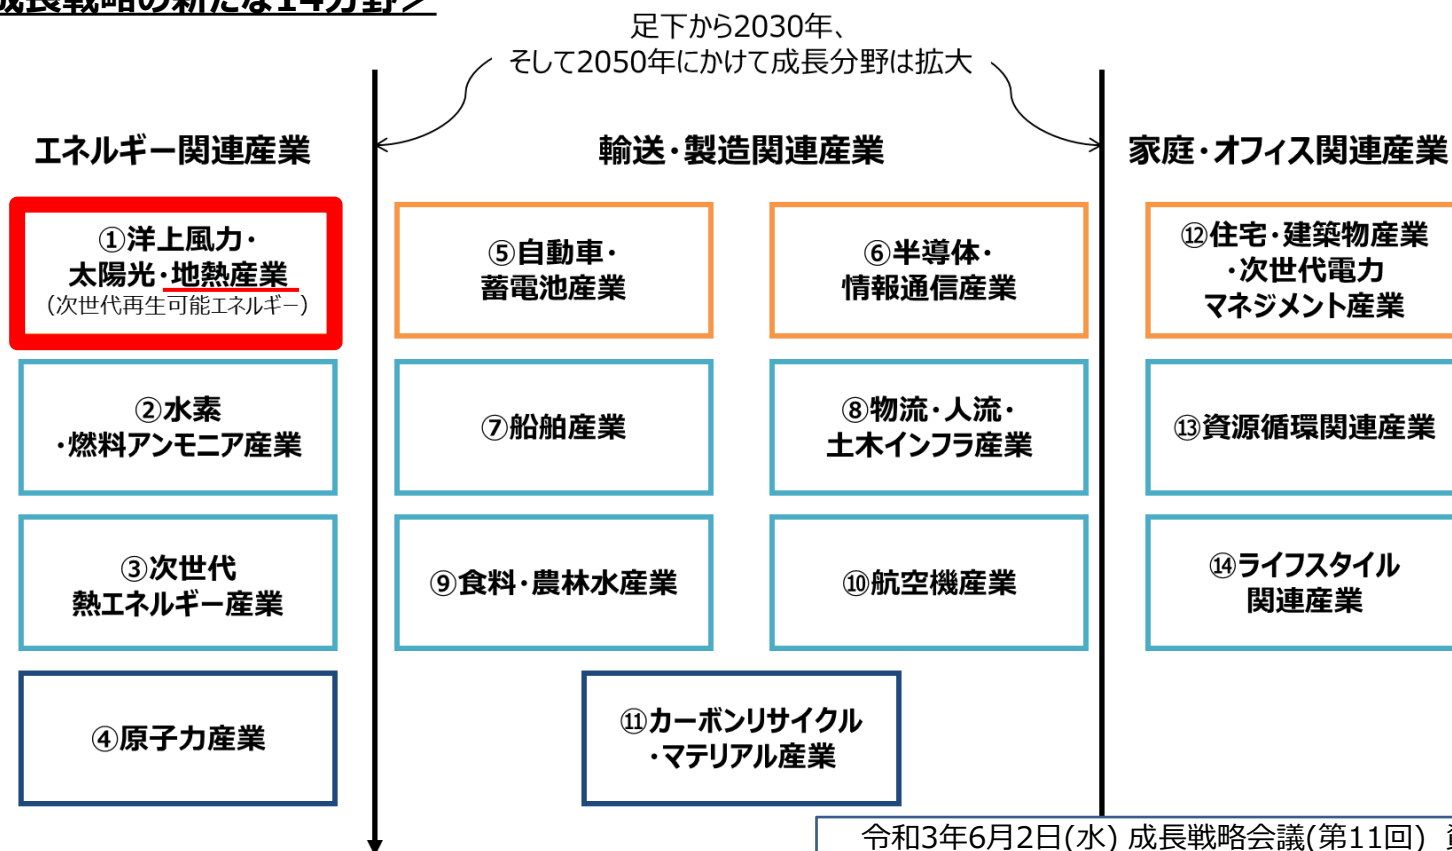 成長戦略の新たな14分野＞
足下から2030年、
そして2050年にかけて成長分野は拡大
エネルギー関連産業
輸送・製造関連産業
家庭・オフィス関連産業
①洋上風力・
太陽光・地熱産業
（次世代再生可能エネルギー）
②水素
・燃料アンモニア産業
③次世代
熱エネルギー産業
④原子力産業
⑤自動車・
蓄電池産業
⑥半導体・
情報通信産業
⑦船舶産業
⑧物流・人流・
土木インフラ産業
⑨食料・農林水産業
⑩航空機産業
⑪カーボンリサイクル
・マテリアル産業
⑫住宅・建築物産業
・次世代電力
マネジメント産業
⑬資源循環関連産業
⑭ライフスタイル
関連産業
令和3年6月2日(水) 成長戦略会議(第11回)